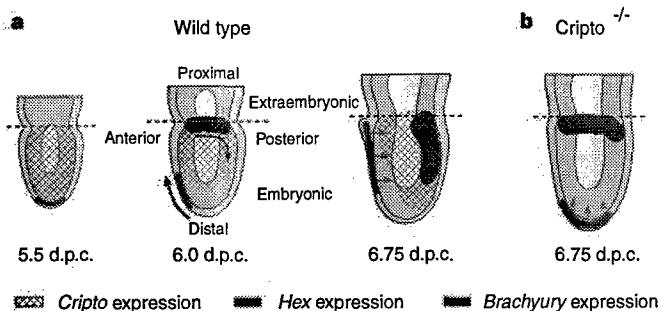 a
Wild type
b
Cripto -/-
Proximal
Extraembryonic
Anterior
Posterior
Embryonic
Distal
5.5 d.p.c.
6.0 d.p.c.
6.75 d.p.c.
6.75 d.p.c.
Cripto expression
Hex expression
Brachyury expression